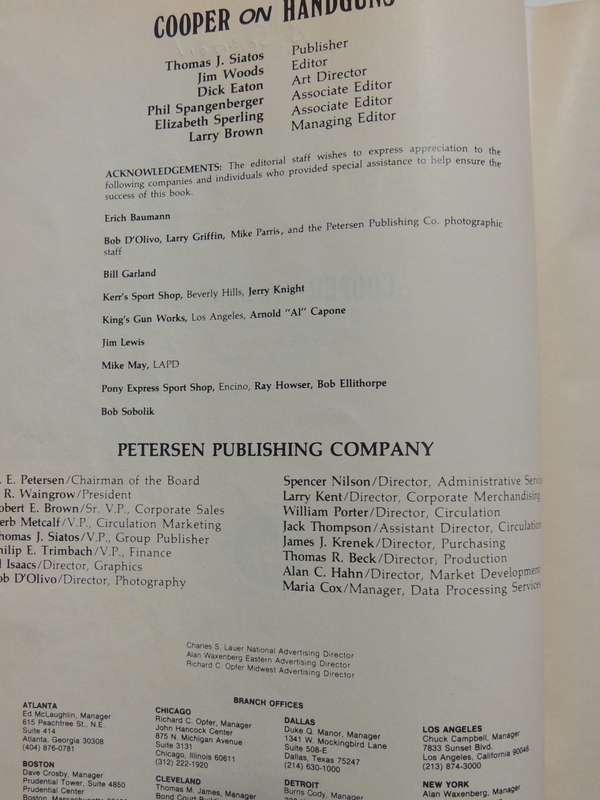 COOPER ON HANDGUNS
Thomas J. Siatos Publisher
Jim Woods Editor
Dick Eaton Art Director
Phil Spangenberger Associate Editor
Elizabeth Sperling Associate Editor
Larry Brown Managing Editor
ACKNOWLEDGEMENTS: The editorial staff wishes to express appreciation to the
following companies and individuals who provided special assistance to help ensure the
success of this book.
Erich Baumann
Bob D'Olivo, Larry Griffin, Mike Parris, and the Petersen Publishing Co. photographic
staff
Bill Garland
Kerr's Sport Shop, Beverly Hills, Jerry Knight
King's Gun Works, Los Angeles, Arnold "Al" Capone
Jim Lewis
Mike May, LAPD
Pony Express Sport Shop, Encino, Ray Howser, Bob Ellithorpe
Bob Sobolik
PETERSEN PUBLISHING COMPANY
. E. Petersen/Chairman of the Board
R. Waingrow/President
obert E. Brown/Sr. V.P., Corporate Sales
erb Metcalf/V.P., Circulation Marketing
homas J. Siatos/V.P., Group Publisher
hilip E. Trimbach/V.P., Finance
l Isaacs/Director, Graphics
ob D'Olivo/Director, Photography
Spencer Nilson/Director, Administrative Servic
Larry Kent/Director, Corporate Merchandising
William Porter/Director, Circulation
Jack Thompson/Assistant Director, Circulation
James J. Krenek/Director, Purchasing
Thomas R. Beck/Director, Production
Alan C. Hahn/Director, Market Development
Maria Cox/Manager, Data Processing Services
Charles S. Lauer National Advertising Director
Alan Waxenberg Eastern Advertising Director
Richard C. Opfer Midwest Advertising Director
BRANCH OFFICES
ATLANTA
Ed McLaughlin, Manager
615 Peachtree St., N.E.
Suite 414
Atlanta, Georgia 30308
(404) 876-0781
BOSTON
Dave Crosby, Manager
Prudential Tower, Suite 4850
Prudential Center
Boston, Massachusetts
CHICAGO
Richard C. Opfer, Manager
John Hancock Center
875 N. Michigan Avenue
Suite 3131
Chicago, Illinois 60611
(312) 222-1920
CLEVELAND
Thomas M. James, Manager
Bond Court Building
DALLAS
Duke Q. Manor, Manager
1341 W. Mockingbird Lane
Suite 508-E
Dallas, Texas 75247
(214) 630-1000
DETROIT
Burns Cody, Manager
LOS ANGELES
Chuck Campbell, Manager
7833 Sunset Blvd.
Los Angeles, California 90046
(213) 874-3000
NEW YORK
Alan Waxenberg, Manager